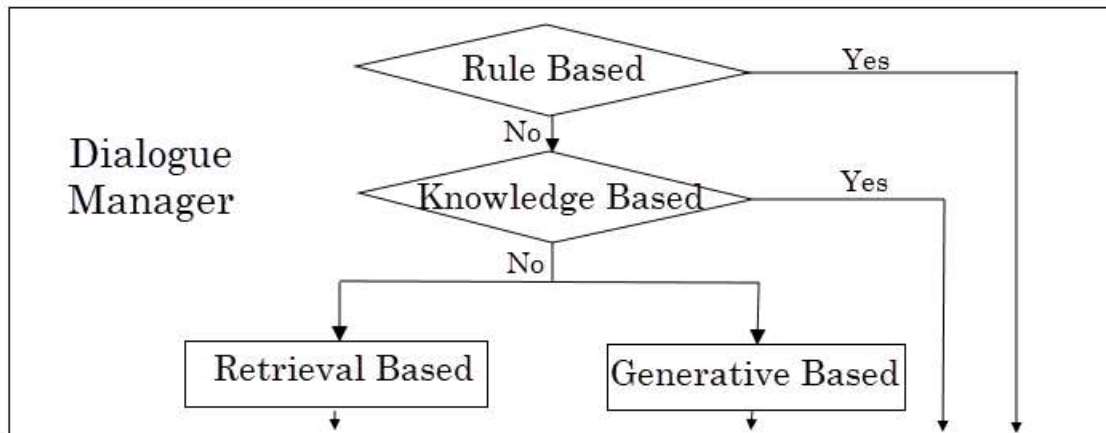 Rule Based
Yes
No
Dialogue
Manager
Knowledge Based
Yes
No
Retrieval Based
Generative Based